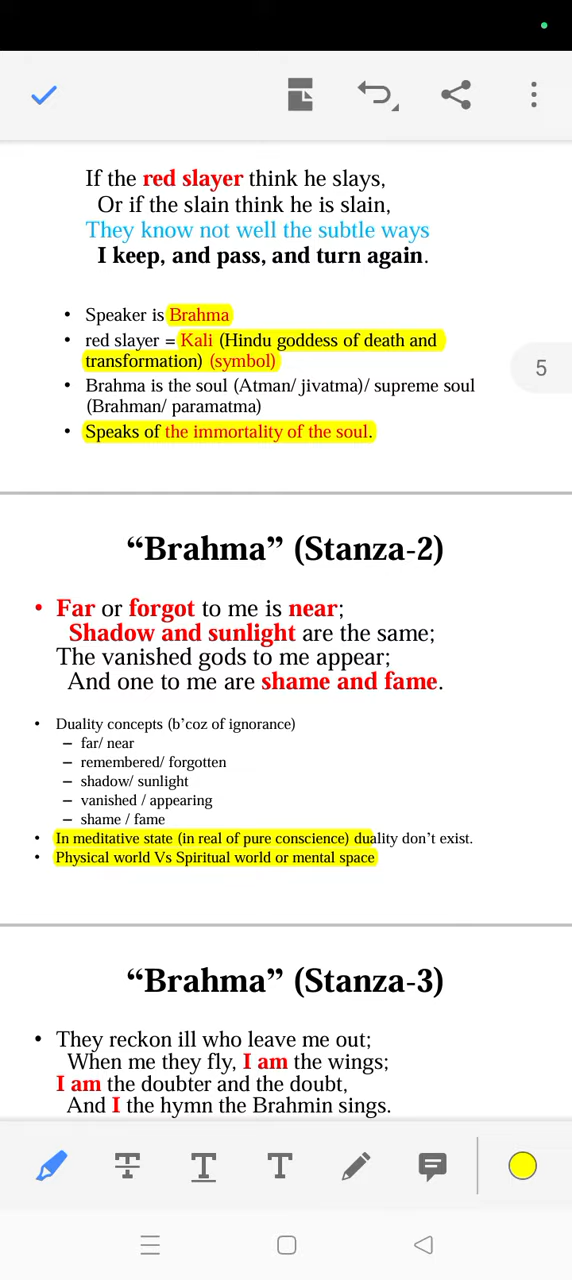 If the red slayer think he slays,
Or if the slain think he is slain,
They know not well the subtle ways
I keep, and pass, and turn again.
• Speaker is Brahma
• red slayer = Kali (Hindu goddess of death and
transformation) (symbol)
5
• Brahma is the soul (Atman/ jivatma)/ supreme soul
(Brahman/ paramatma)
• Speaks of the immortality of the soul.
“Brahma” (Stanza-2)
• Far or forgot to me is near;
Shadow and sunlight are the same;
The vanished gods to me appear;
And one to me are shame and fame.
• Duality concepts (b’coz of ignorance)
– far/ near
– remembered/ forgotten
– shadow/ sunlight
– vanished / appearing
– shame / fame
• In meditative state (in real of pure conscience) duality don’t exist.
• Physical world Vs Spiritual world or mental space
“Brahma” (Stanza-3)
• They reckon ill who leave me out;
When me they fly, I am the wings;
I am the doubter and the doubt,
And I the hymn the Brahmin sings.